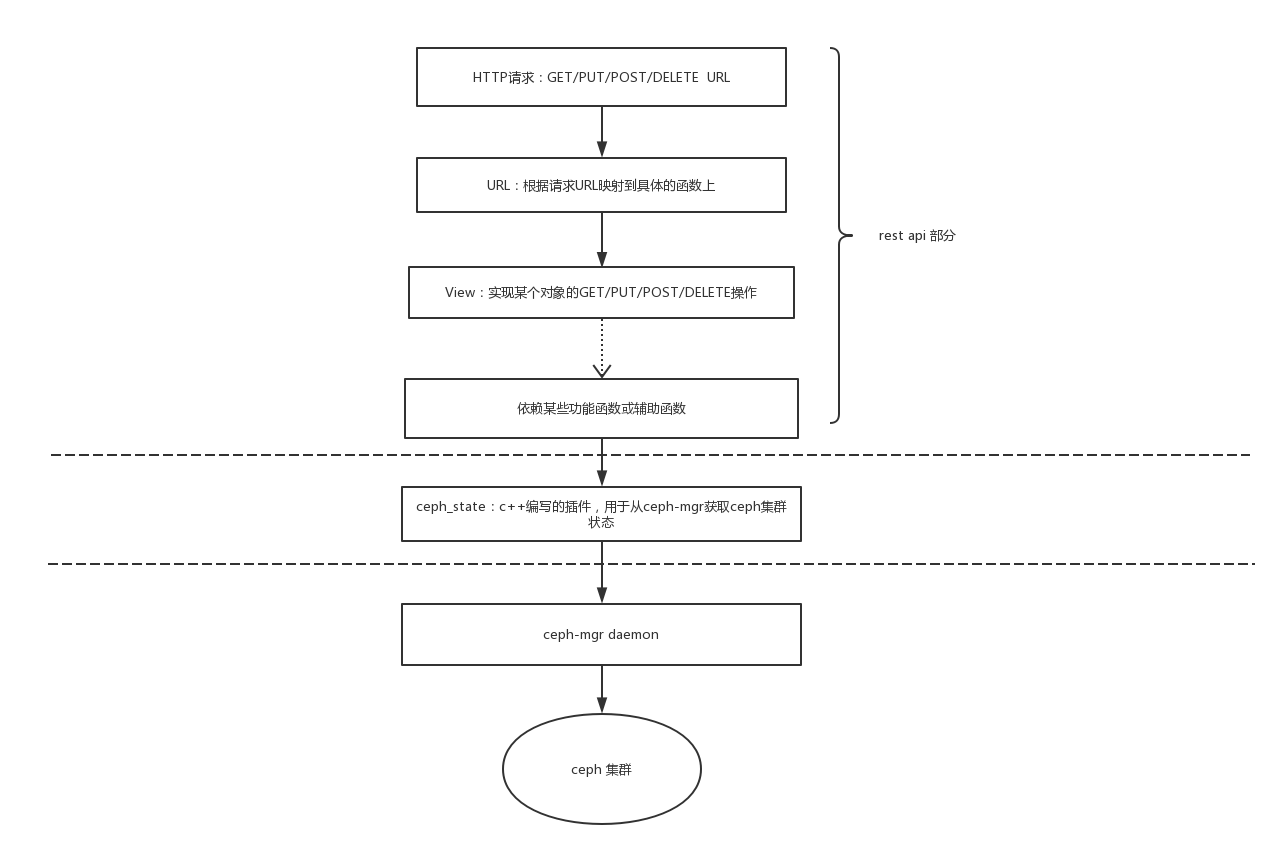 HTTP请求：GET/PUT/POST/DELETE  URL
URL：根据请求URL映射到具体的函数上
rest api 部分
View：实现某个对象的GET/PUT/POST/DELETE操作
依赖某些功能函数或辅助函数
ceph_state：c++编写的插件，用于从ceph-mgr获取ceph集群
状态
ceph-mgr daemon
ceph 集群